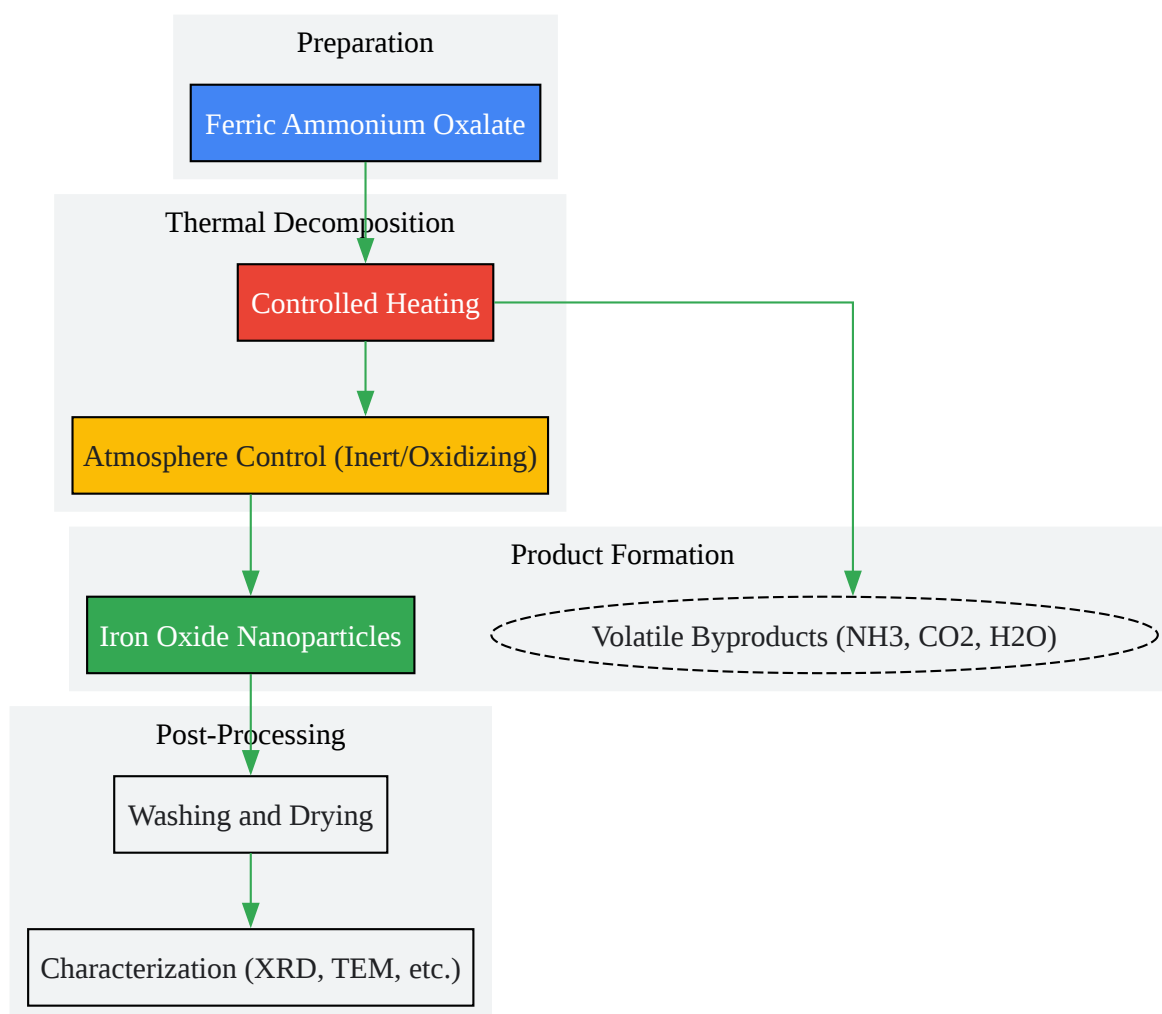 Preparation
Ferric Ammonium Oxalate
Thermal Decomposition
Controlled Heating
Atmosphere Control (Inert/Oxidizing)
Product Formation
Iron Oxide Nanoparticles
Volatile Byproducts (NH3, CO2, H2O)
Post-Processing
Washing and Drying
Characterization (XRD, TEM, etc.)